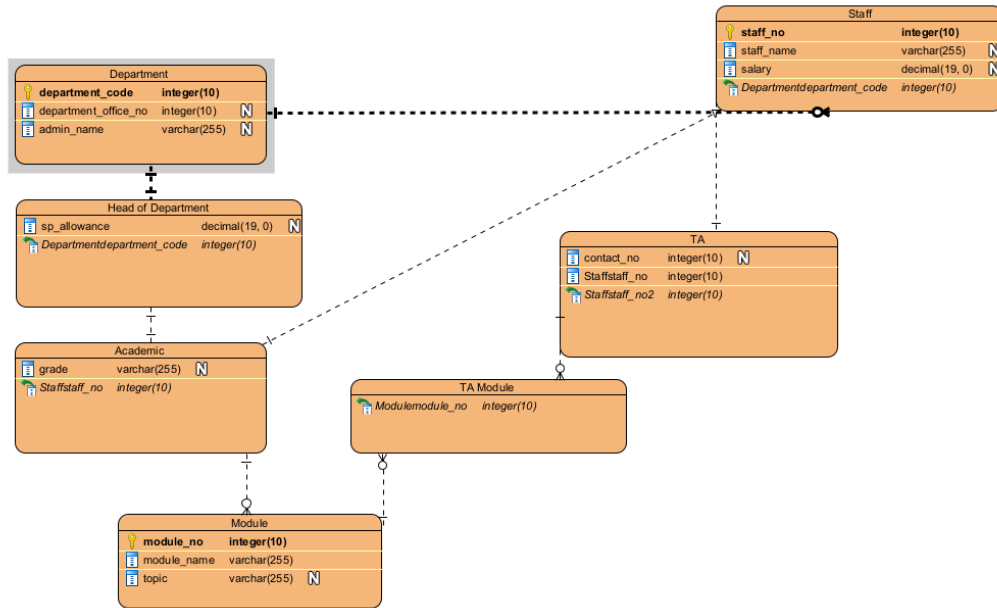 Staff
staff_no integer(10)
staff_name varchar(255) N
salary decimal(19, 0) N
Departmentdepartment_code integer(10)
Department
department_code integer(10)
department_office_no integer(10) N
admin_name varchar(255) N
Head of Department
sp_allowance decimal(19, 0) N
Departmentdepartment_code integer(10)
TA
contact_no integer(10) N
Staffstaff_no integer(10)
Staffstaff_no2 integer(10)
Academic
grade varchar(255) N
Staffstaff_no integer(10)
TA Module
Modulemodule_no integer(10)
Module
module_no integer(10)
module_name varchar(255)
topic varchar(255) N